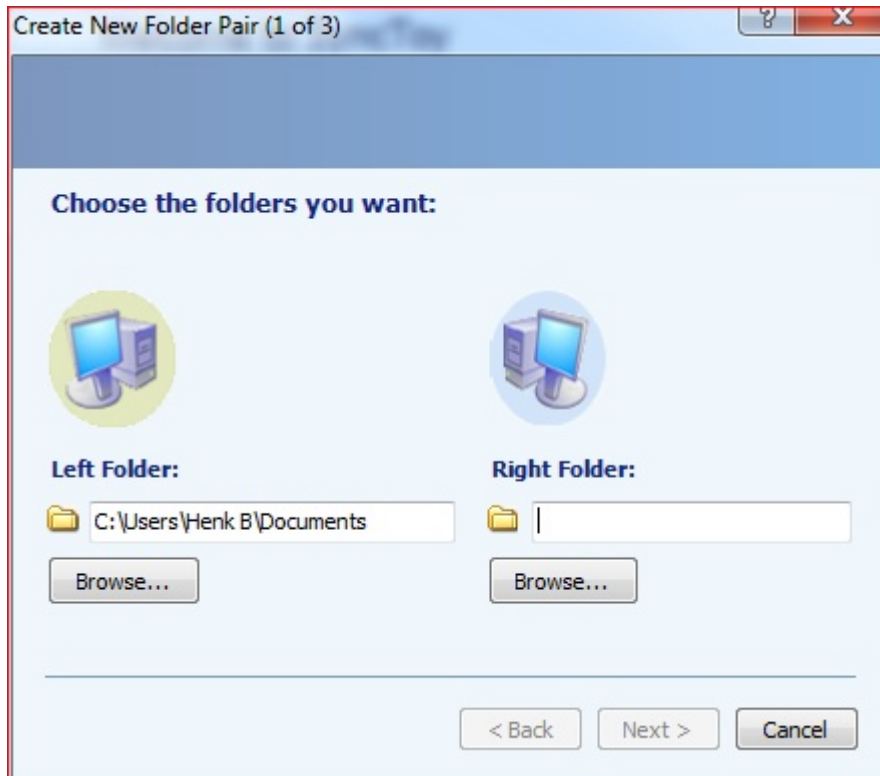 Create New Folder Pair (1 of 3)
?
Choose the folders you want:
Left Folder:
Right Folder:
C:\Users\Henk B\Documents
Browse...
Browse...
< Back
Next >
Cancel